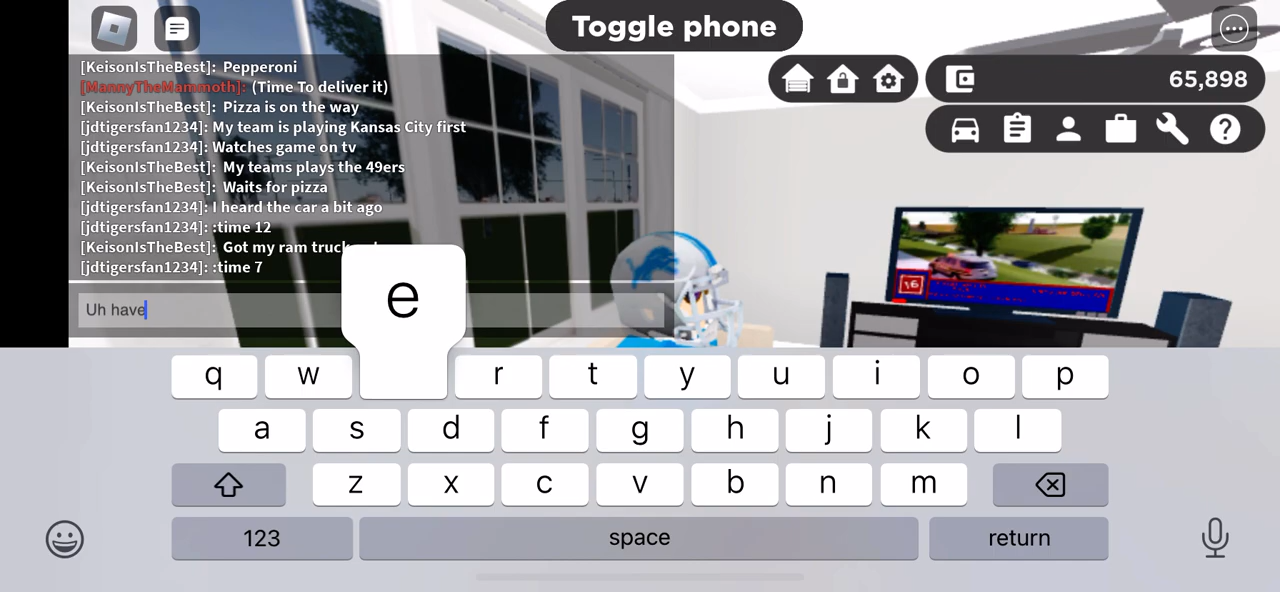 Toggle phone
[KeisonIsTheBest]: Pepperoni
[MannyTheMammoth]: (Time To deliver it)
[KeisonIsTheBest]: Pizza is on the way
[jdtigersfan1234]: My team is playing Kansas City first
[jdtigersfan1234]: Watches game on tv
[KeisonIsTheBest]: My teams plays the 49ers
[KeisonIsTheBest]: Waits for pizza
[jdtigersfan1234]: I heard the car a bit ago
[jdtigersfan1234]: :time 12
[KeisonIsTheBest]: Got my ram truck
[jdtigersfan1234]: :time 7
65,898
16
Uh have
e
q w r t y u i o p
a s d f g h j k l
z x c v b n m
123 space return